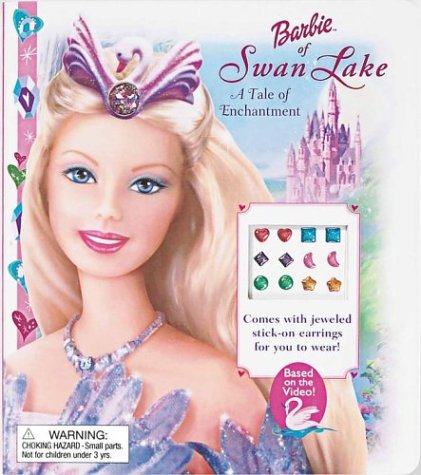 Barbie™
of
Swan Lake
A Tale of
Enchantment
Comes with jeweled
stick-on earrings
for you to wear!
Based
on the
Video!
WARNING:
CHOKING HAZARD - Small parts.
Not for children under 3 yrs.